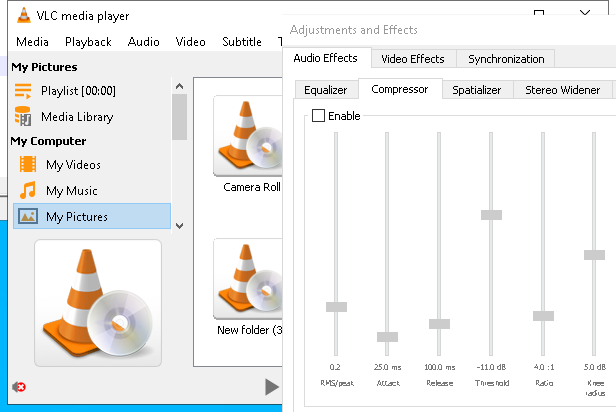 VLC media player
Media Playback Audio Video Subtitle
My Pictures
Playlist [00:00]
Media Library
My Computer
My Videos
My Music
My Pictures
Camera Roll
New folder (3
Adjustments and Effects
Audio Effects Video Effects Synchronization
Equalizer Compressor Spatializer Stereo Widener
Enable
0.2 25.0 ms 100.0 ms -11.0 dB 4.0 :1 5.0 dB
RMS/peak Attack Release Threshold Ratio Knee
radius